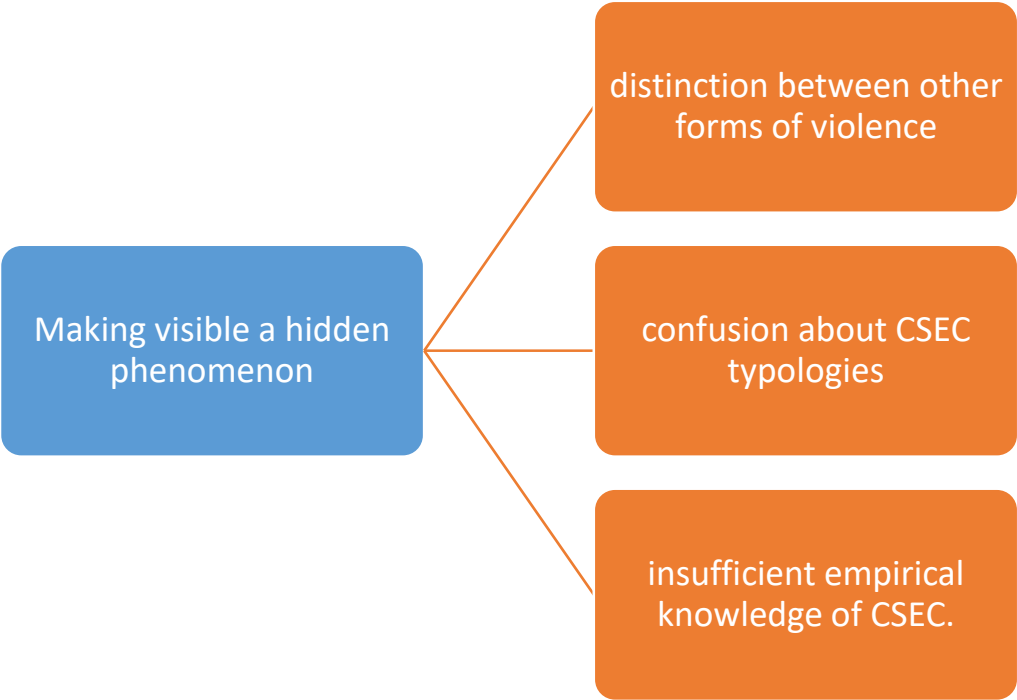 distinction between other
forms of violence
Making visible a hidden
phenomenon
confusion about CSEC
typologies
insufficient empirical
knowledge of CSEC.